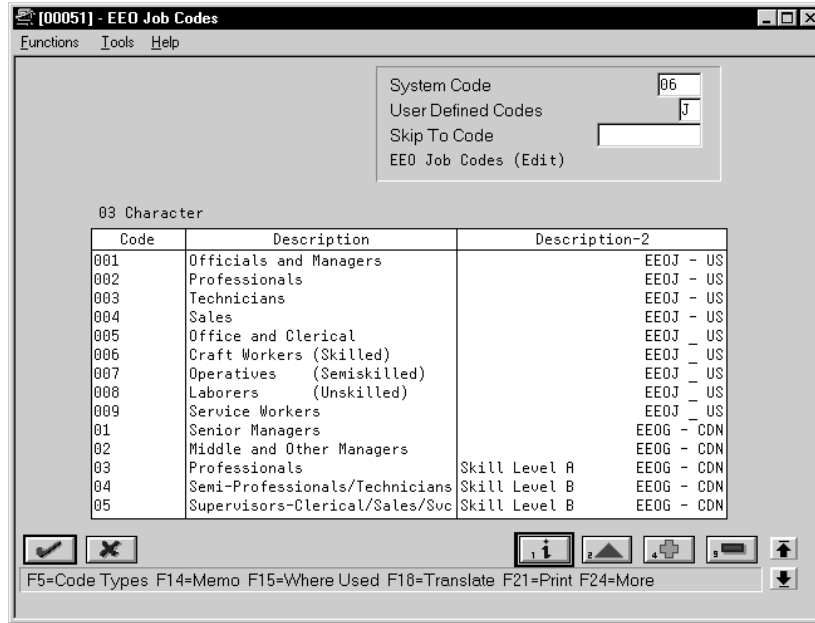 [00051] - EEO Job Codes
Functions Tools Help
System Code 06
User Defined Codes J
Skip To Code
EEO Job Codes (Edit)
03 Character
Code Description Description-2
001 Officials and Managers EEOJ - US
002 Professionals EEOJ - US
003 Technicians EEOJ - US
004 Sales EEOJ - US
005 Office and Clerical EEOJ _ US
006 Craft Workers (Skilled) EEOJ _ US
007 Operatives (Semiskilled) EEOJ _ US
008 Laborers (Unskilled) EEOJ _ US
009 Service Workers EEOJ _ US
01 Senior Managers EEOG - CDN
02 Middle and Other Managers EEOG - CDN
03 Professionals Skill Level A EEOG - CDN
04 Semi-Professionals/Technicians Skill Level B EEOG - CDN
05 Supervisors-Clerical/Sales/Svc Skill Level B EEOG - CDN
1 i 2 4 9
F5=Code Types F14=Memo F15=Where Used F18=Translate F21=Print F24=More